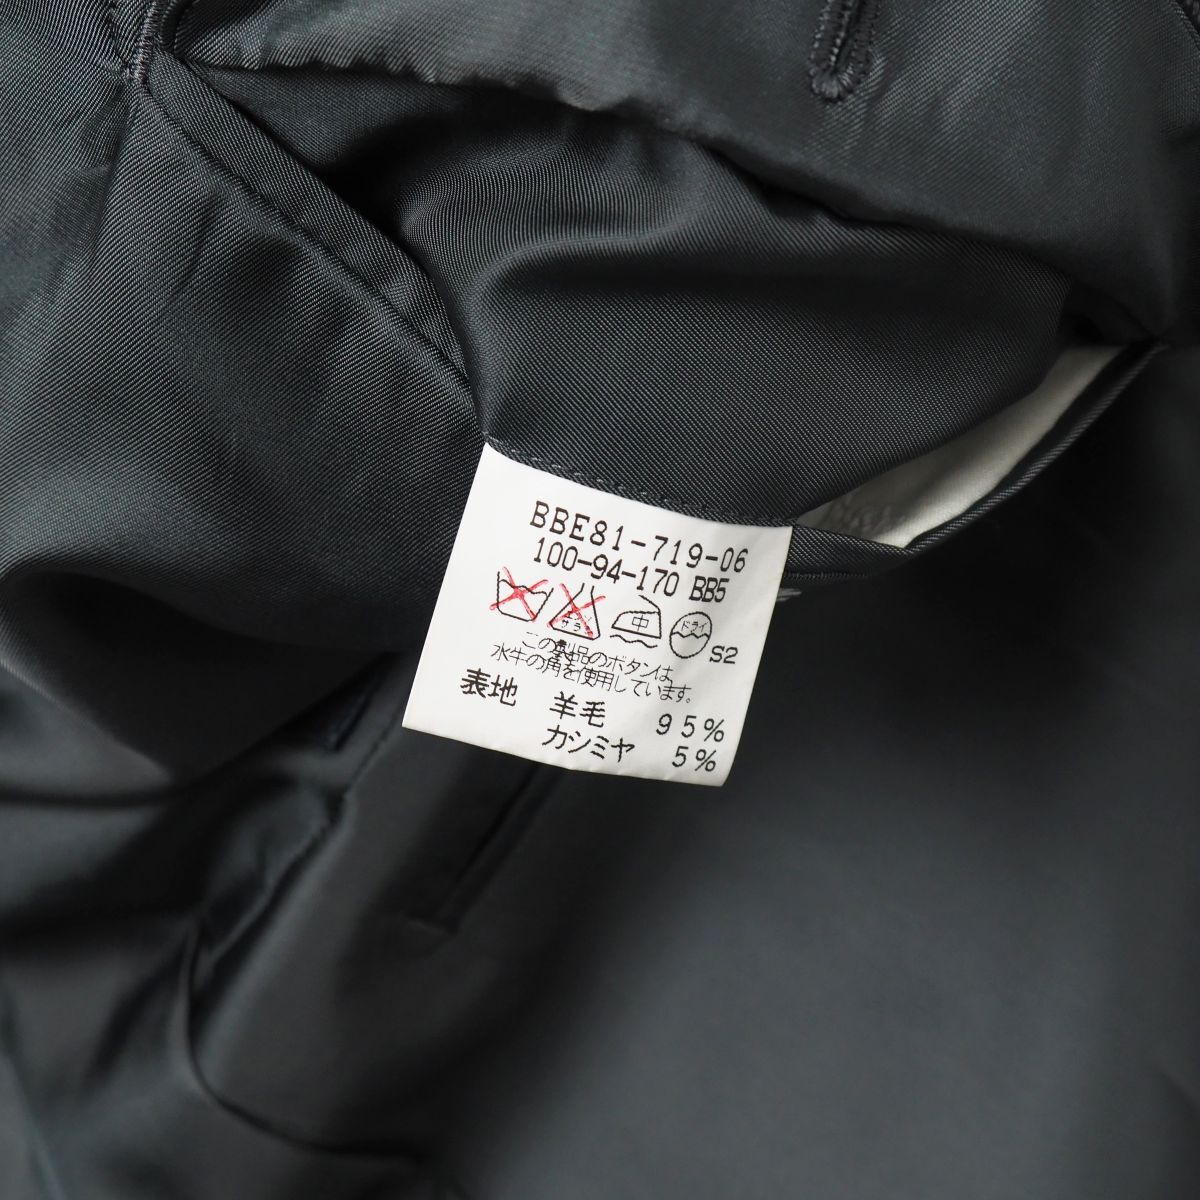 BBE81-719-06
100-94-170 BB5
中 ドライ S2
この製品のボタンは
水牛の角を使用しています。
表地 羊毛 95%
カシミヤ 5%